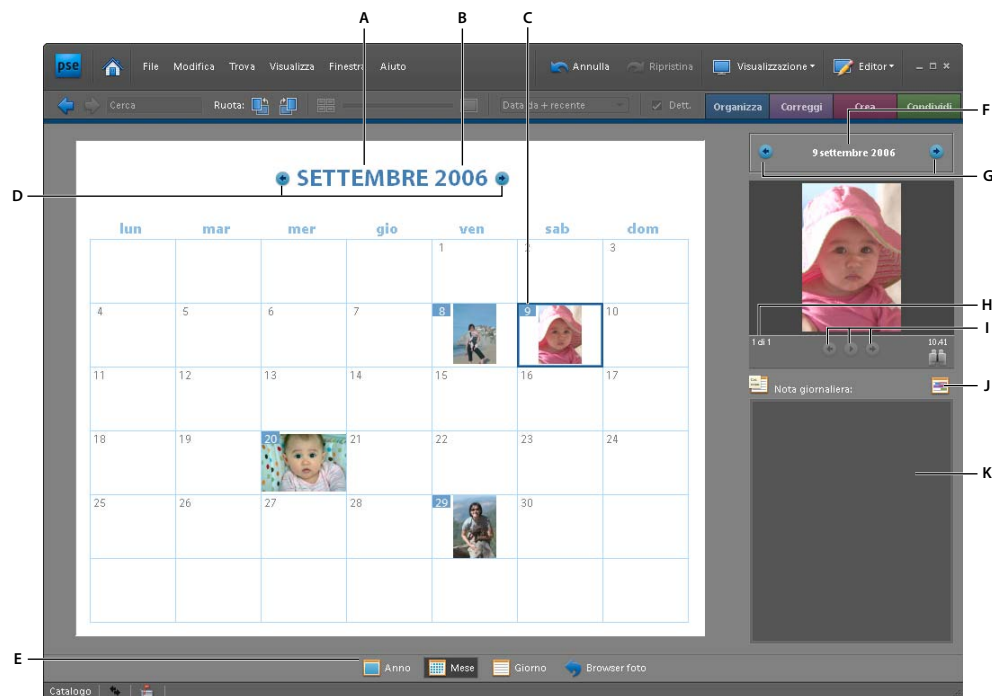 A B C
pse File Modifica Trova Visualizza Finestra Aiuto Annulla Ripristina Visualizzazione Editor
Cerca Ruota: Data da + recente Dett. Organizza Correggi Crea Condividi
F
9 settembre 2006
G
D
SETTEMBRE 2006
lun mar mer gio ven sab dom
1 2 3
4 5 6 7 8 9 10
H
1 di 1
I
10.41
11 12 13 14 15 16 17
Nota giornaliera:
J
18 19 20 21 22 23 24
K
25 26 27 28 29 30
E
Anno Mese Giorno Browser foto
Catalogo